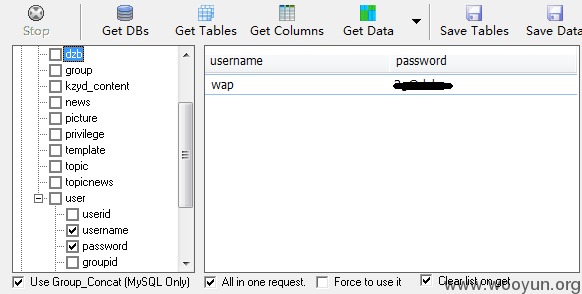 Stop
Get DBs
Get Tables
Get Columns
Get Data
Save Tables
Save Data
dzb
group
kzyd_content
news
picture
privilege
template
topic
topicnews
user
userid
username
password
groupid
username password
wap
Use Group_Concat (MySQL Only)
All in one request.
Force to use it
Clear list on get
www.wooyun.org